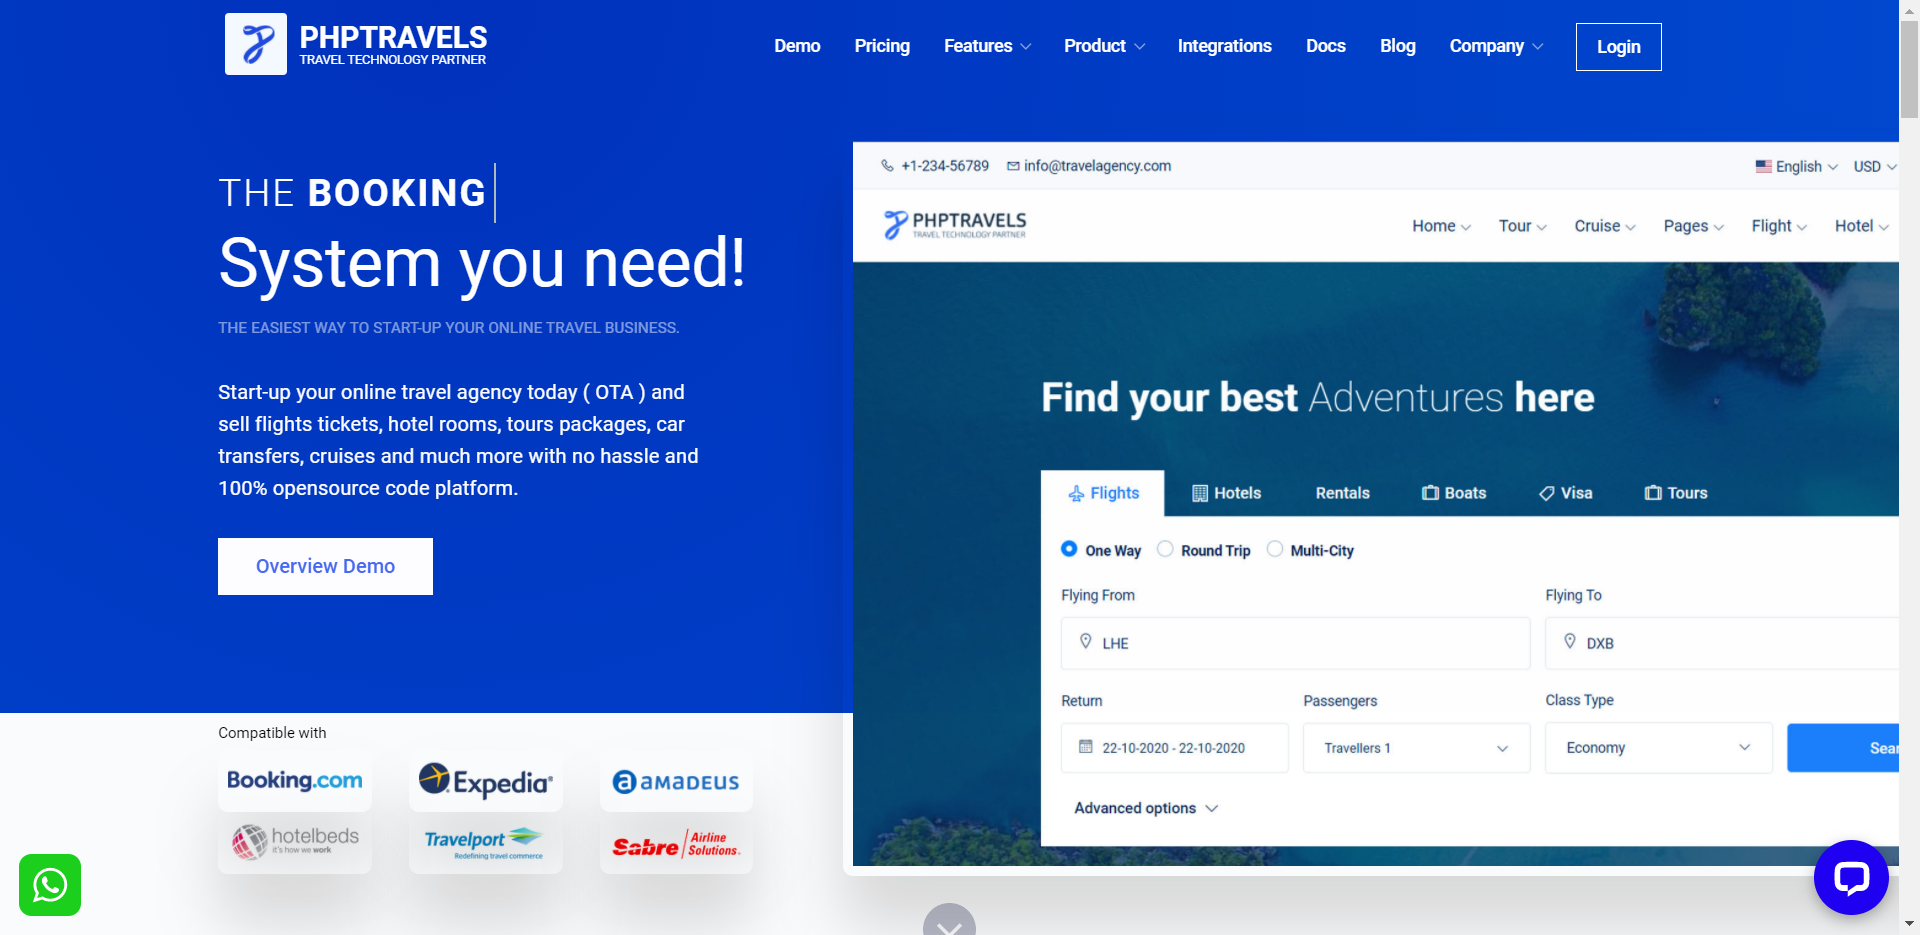 PHPTRAVELS
TRAVEL TECHNOLOGY PARTNER
Demo Pricing Features Product Integrations Docs Blog Company Login
THE BOOKING
System you need!
THE EASIEST WAY TO START-UP YOUR ONLINE TRAVEL BUSINESS.
Start-up your online travel agency today ( OTA ) and
sell flights tickets, hotel rooms, tours packages, car
transfers, cruises and much more with no hassle and
100% opensource code platform.
Overview Demo
Compatible with
Booking.com Expedia® amadeus
hotelbeds
it's how we work
Travelport
Redefining travel commerce
Sabre Airline
Solutions.
+1-234-56789 info@travelagency.com English USD
PHPTRAVELS
TRAVEL TECHNOLOGY PARTNER
Home Tour Cruise Pages Flight Hotel
Find your best Adventures here
Flights Hotels Rentals Boats Visa Tours
One Way Round Trip Multi-City
Flying From Flying To
LHE DXB
Return Passengers Class Type
22-10-2020 - 22-10-2020 Travellers 1 Economy Sear
Advanced options